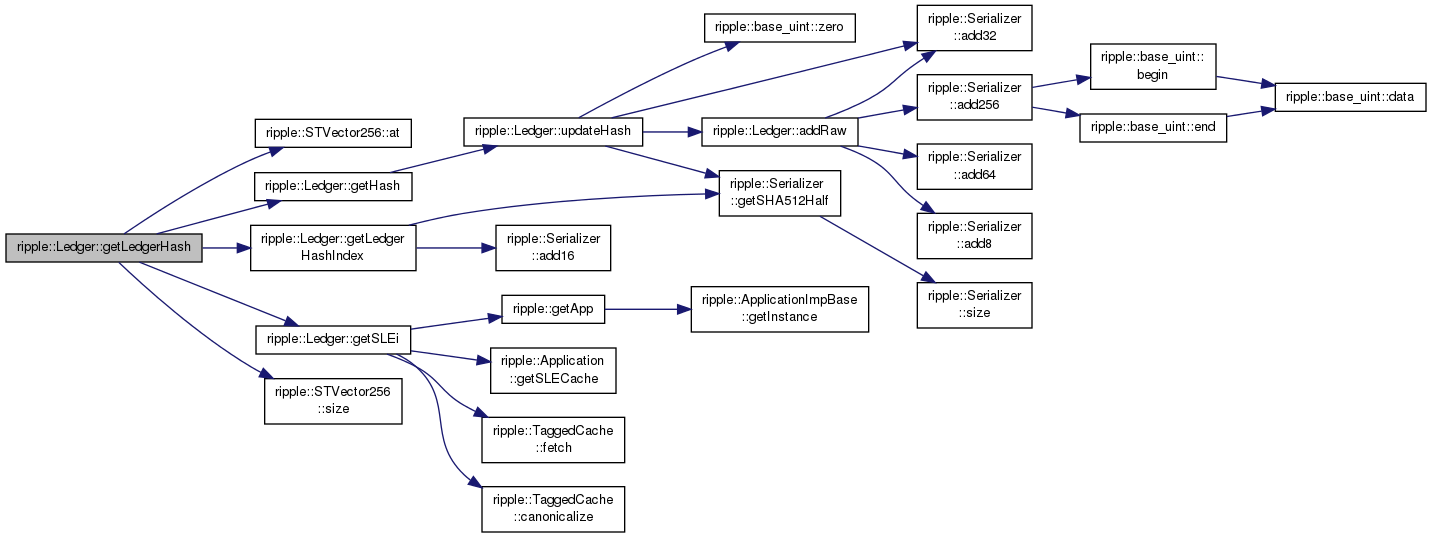 ripple::Ledger::getLedgerHash
ripple::STVector256::at
ripple::Ledger::getHash
ripple::Ledger::getLedger
HashIndex
ripple::Ledger::getSLEi
ripple::STVector256
::size
ripple::Ledger::updateHash
ripple::Serializer
::add16
ripple::getApp
ripple::Application
::getSLECache
ripple::TaggedCache
::fetch
ripple::TaggedCache
::canonicalize
ripple::base_uint::zero
ripple::Ledger::addRaw
ripple::Serializer
::getSHA512Half
ripple::ApplicationImpBase
::getInstance
ripple::Serializer
::add32
ripple::Serializer
::add256
ripple::Serializer
::add64
ripple::Serializer
::add8
ripple::Serializer
::size
ripple::base_uint::
begin
ripple::base_uint::end
ripple::base_uint::data